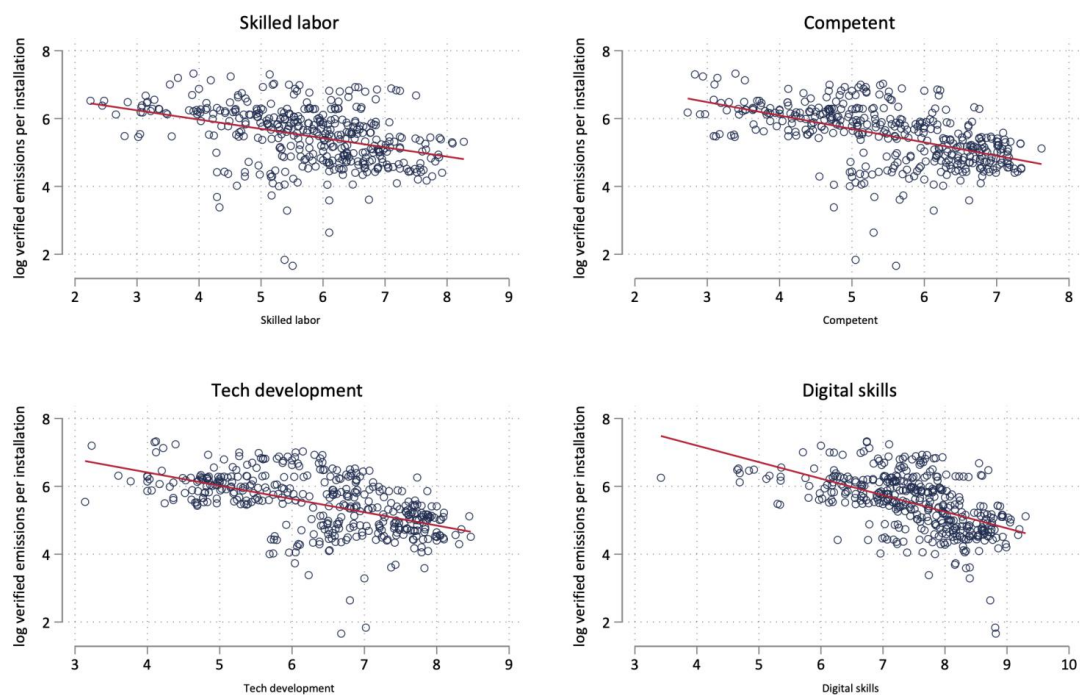 Skilled labor
log verified emissions per installation
8
6
4
2
2 3 4 5 6 7 8 9
Skilled labor
Competent
log verified emissions per installation
8
6
4
2
2 3 4 5 6 7 8
Competent
Tech development
log verified emissions per installation
8
6
4
2
3 4 5 6 7 8 9
Tech development
Digital skills
log verified emissions per installation
8
6
4
2
3 4 5 6 7 8 9 10
Digital skills